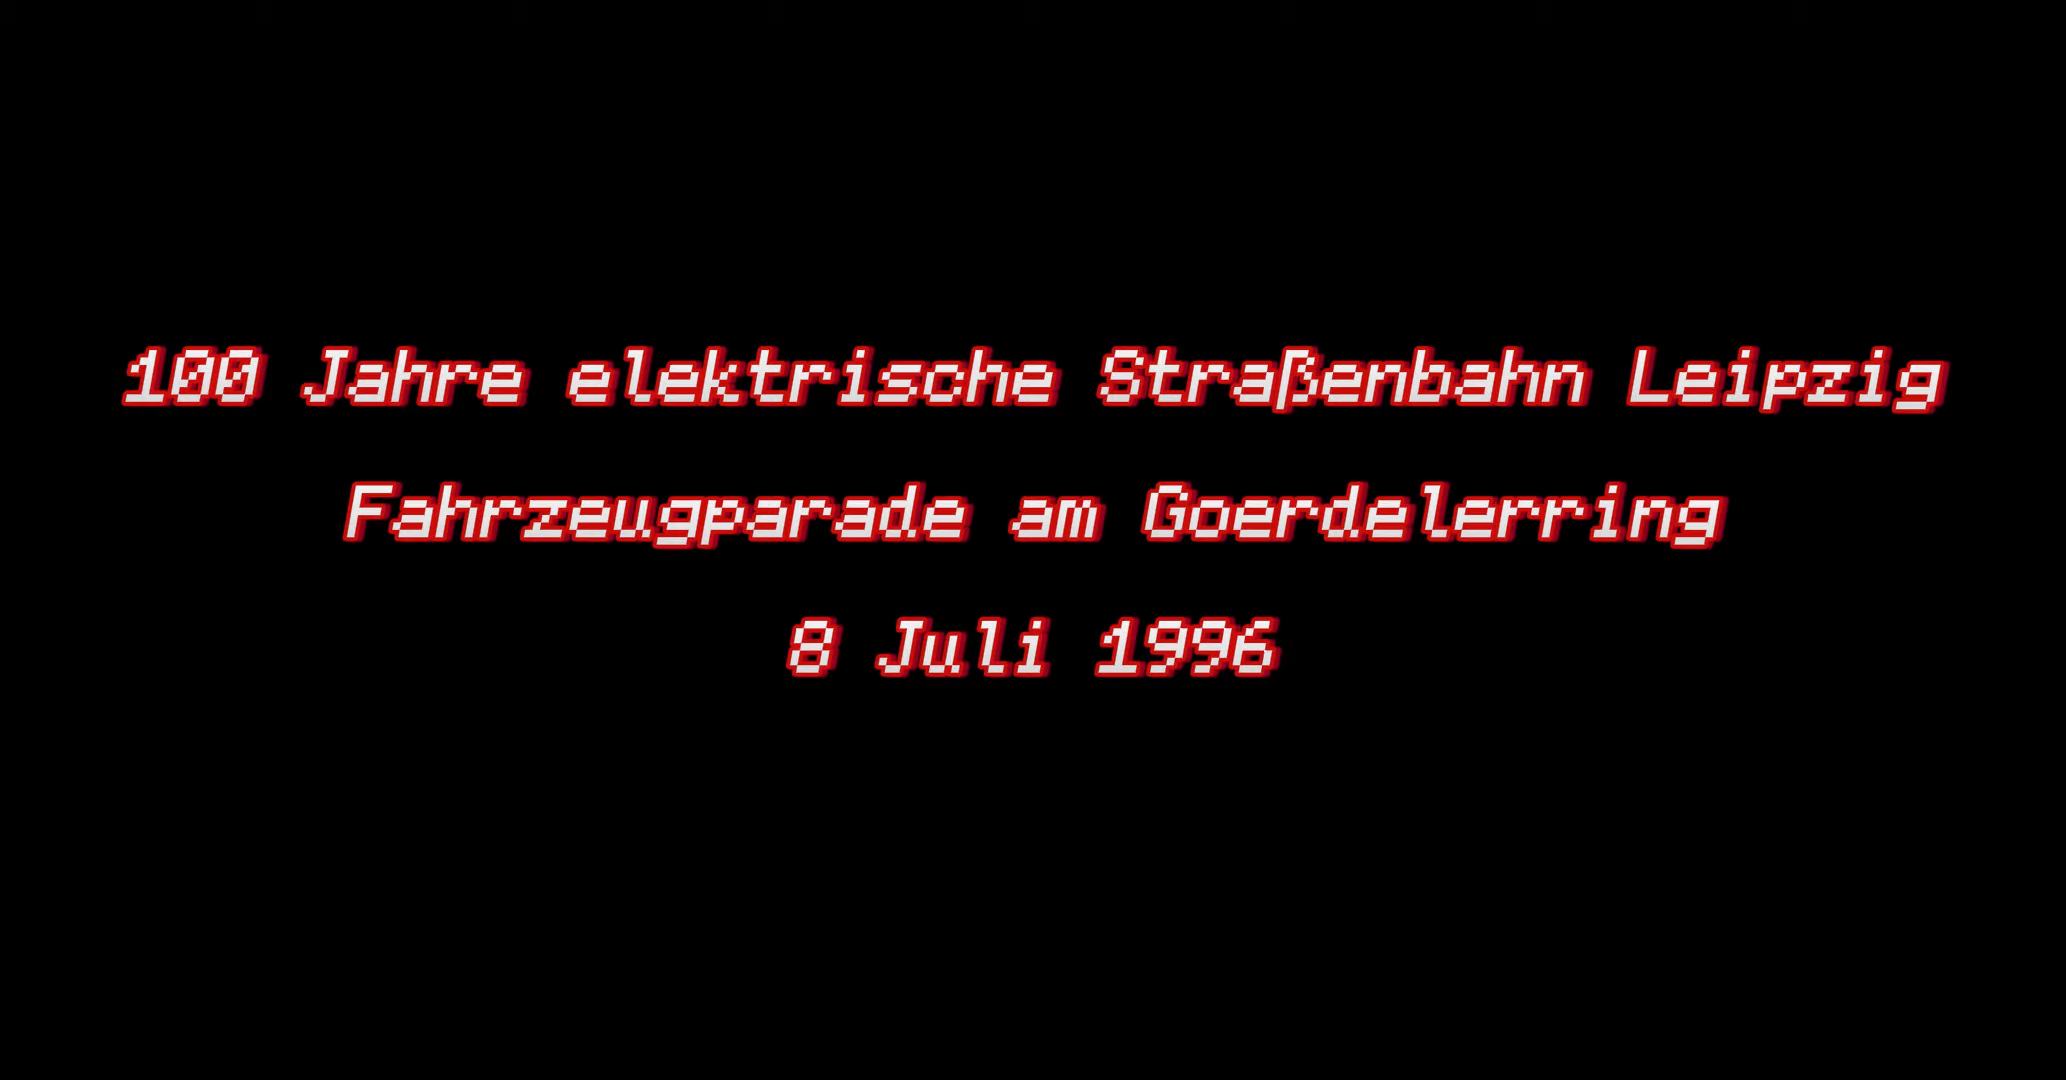 100 Jahre elektrische Straßenbahn Leipzig
Fahrzeugparade am Goerdelerring
8 Juli 1996